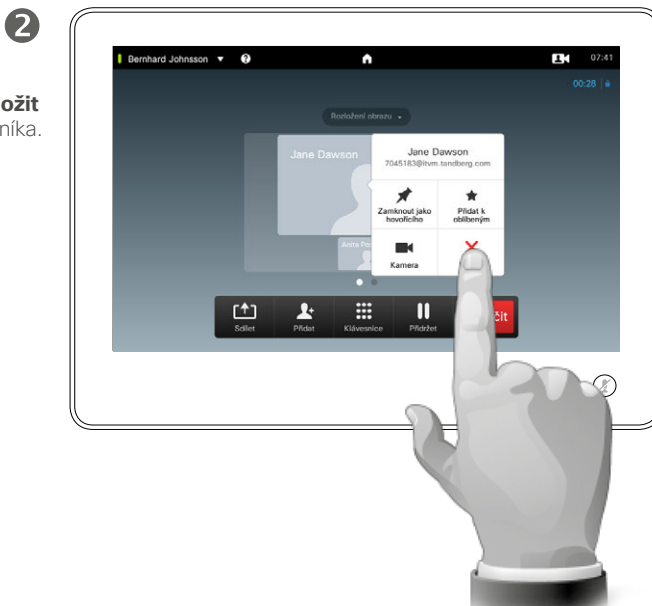 2
ožit
níka.
Bernhard Johnsson ? 07:41
00:28
Rozložení obrazu
Jane Dawson
Jane Dawson
7045183@ltvm.tandberg.com
Zamknout jako
hovořícího
Přidat k
oblíbeným
Kamera
Sdílet Přidat Klávesnice Přidržet čit